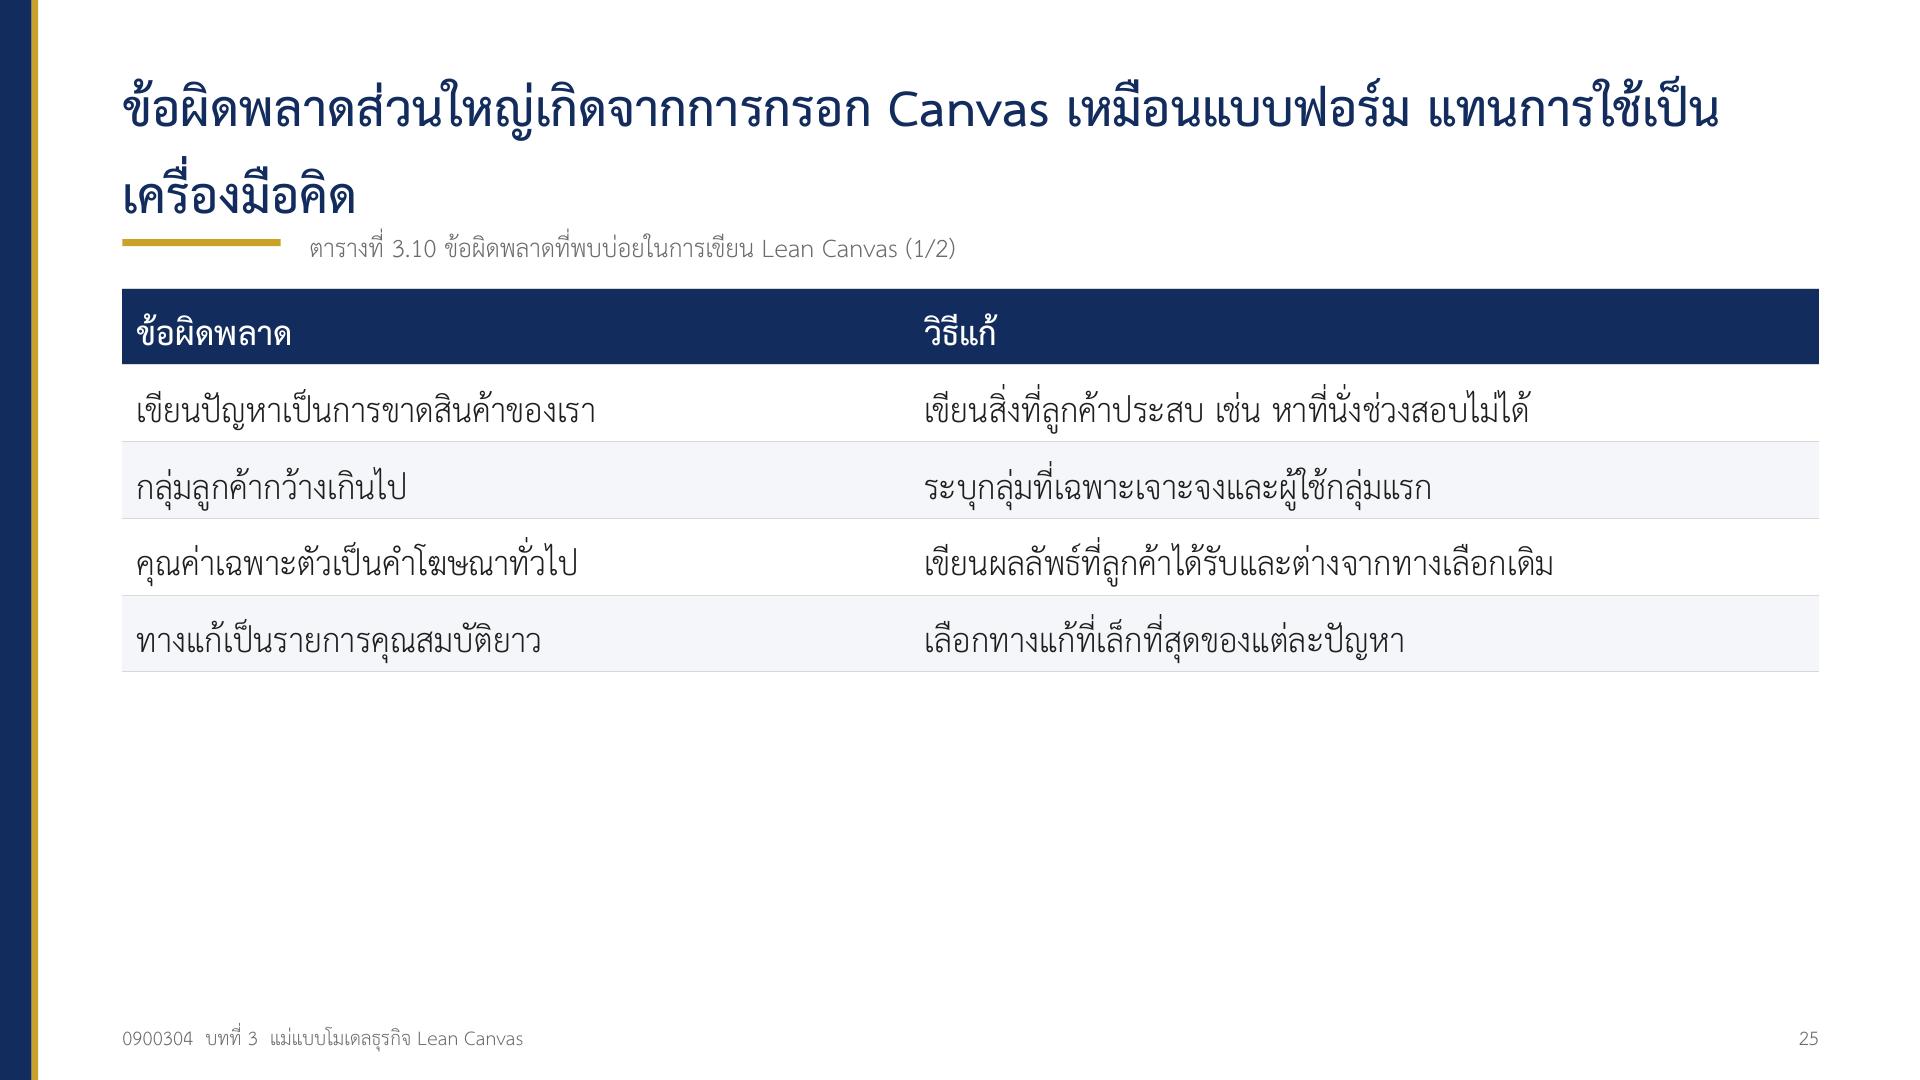 ข้อผิดพลาดส่วนใหญ่เกิดจากการกรอก Canvas เหมือนแบบฟอร์ม แทนการใช้เป็น
เครื่องมือคิด
ตารางที่ 3.10 ข้อผิดพลาดที่พบบ่อยในการเขียน Lean Canvas (1/2)
ข้อผิดพลาด วิธีแก้
เขียนปัญหาเป็นการขาดสินค้าของเรา เขียนสิ่งที่ลูกค้าประสบ เช่น หาที่นั่งช่วงสอบไม่ได้
กลุ่มลูกค้ากว้างเกินไป ระบุกลุ่มที่เฉพาะเจาะจงและผู้ใช้กลุ่มแรก
คุณค่าเฉพาะตัวเป็นคำโฆษณาทั่วไป เขียนผลลัพธ์ที่ลูกค้าได้รับและต่างจากทางเลือกเดิม
ทางแก้เป็นรายการคุณสมบัติยาว เลือกทางแก้ที่เล็กที่สุดของแต่ละปัญหา
0900304 บทที่ 3 แม่แบบโมเดลธุรกิจ Lean Canvas 25